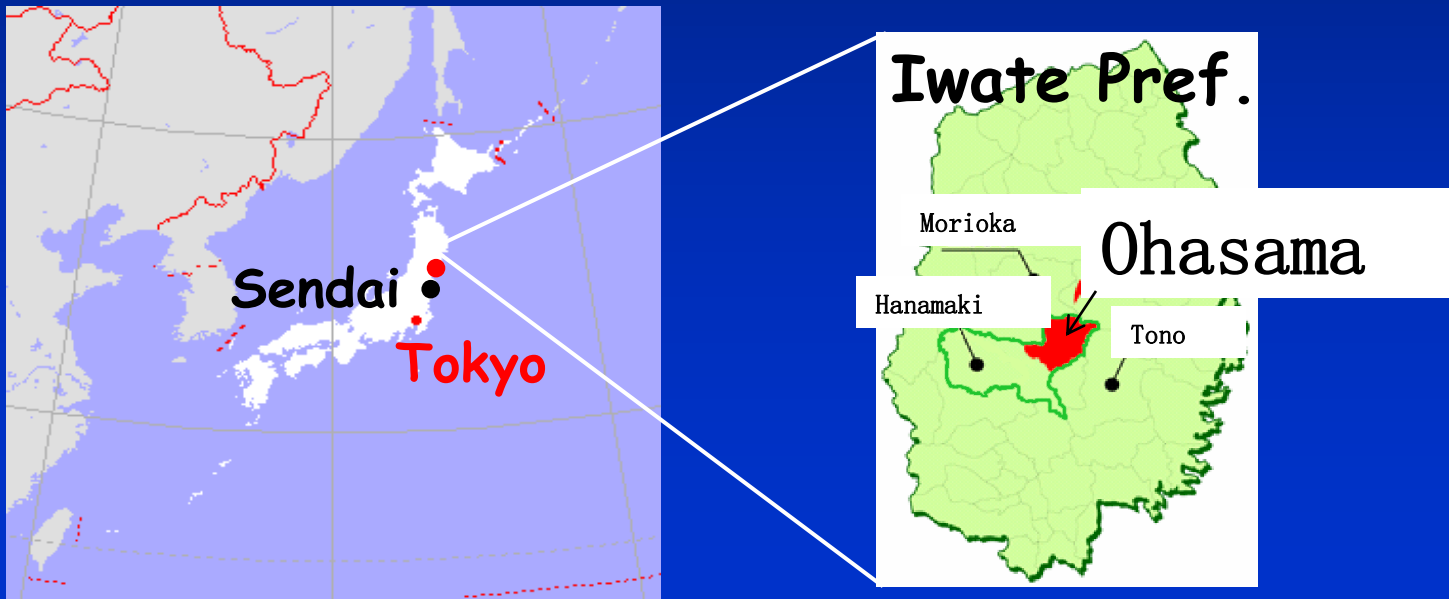 Iwate Pref.
Morioka
Ohasama
Sendai
Hanamaki
Tono
Tokyo